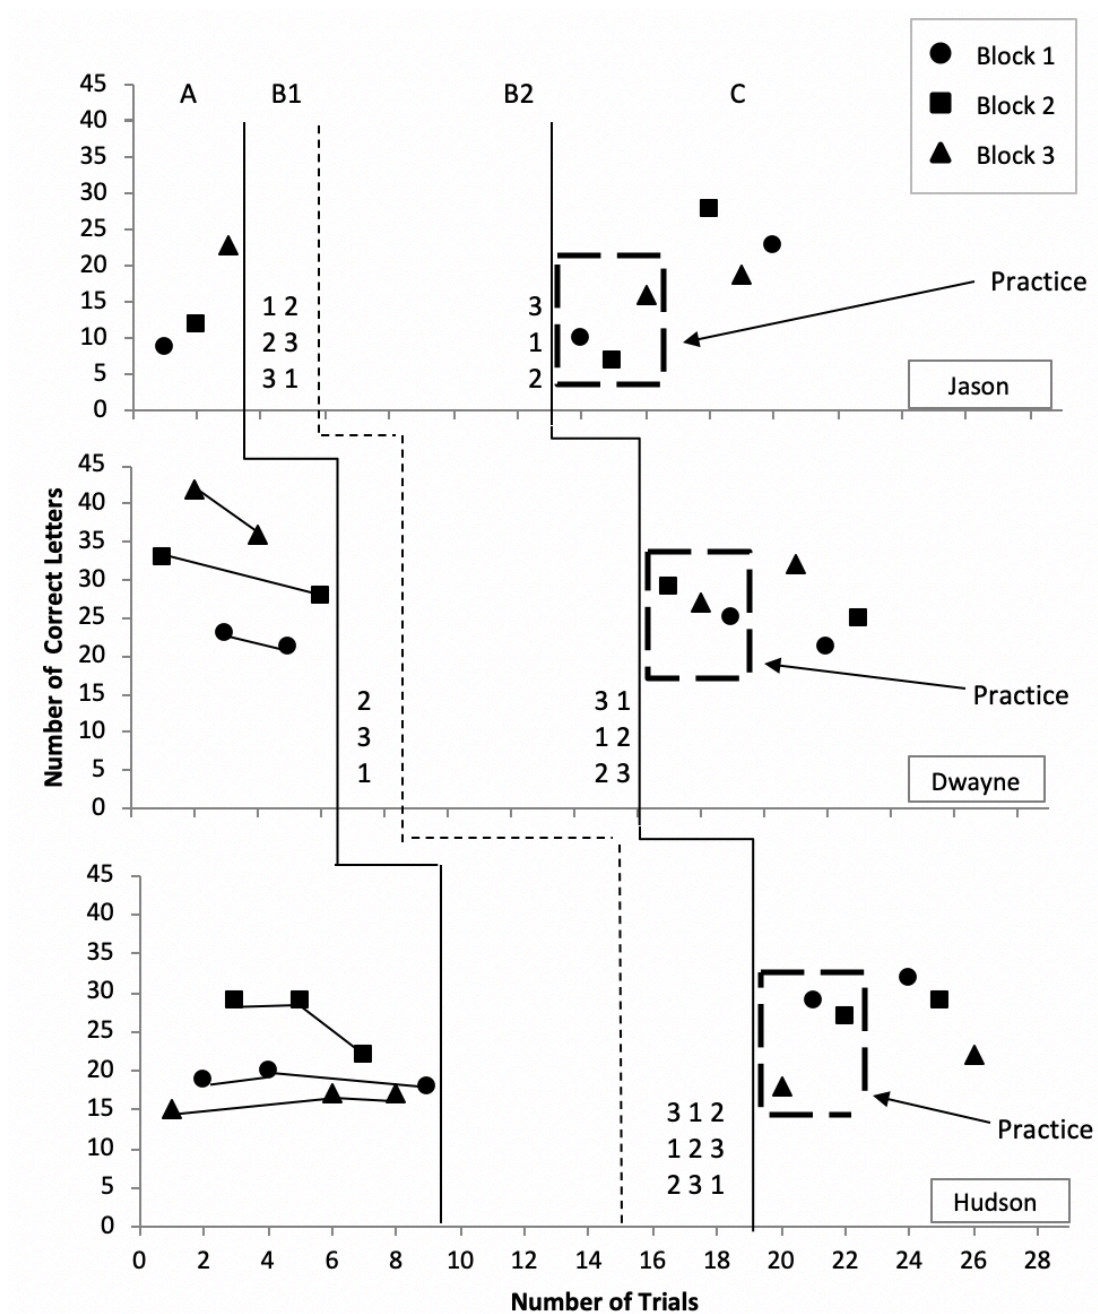 Block 1
Block 2
Block 3
A B1 B2 C
45
40
35
30
25
20
15
10
5
0
1 2
2 3
3 1
3
1
2
Practice
Jason
Number of Correct Letters
45
40
35
30
25
20
15
10
5
0
2
3
1
3 1
1 2
2 3
Practice
Dwayne
45
40
35
30
25
20
15
10
5
0
3 1 2
1 2 3
2 3 1
Practice
Hudson
0 2 4 6 8 10 12 14 16 18 20 22 24 26 28
Number of Trials